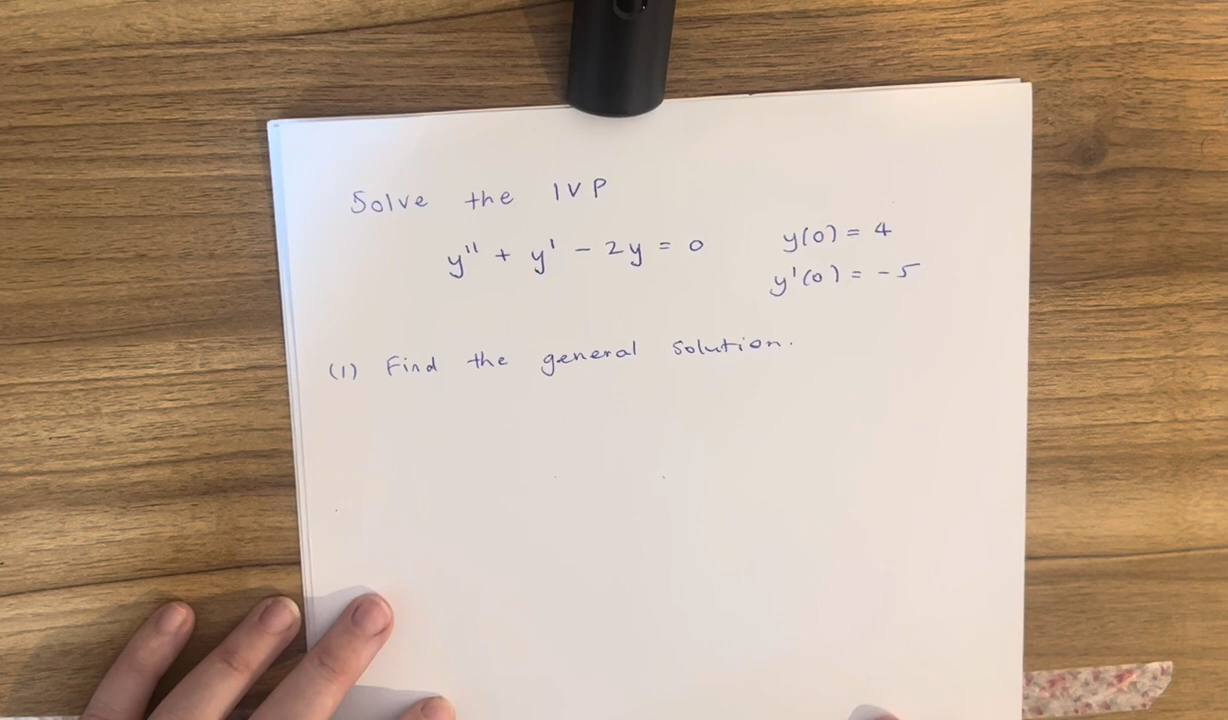 Solve the IVP
y'' + y' - 2y = 0 y(0) = 4
y'(0) = -5
(1) Find the general solution.